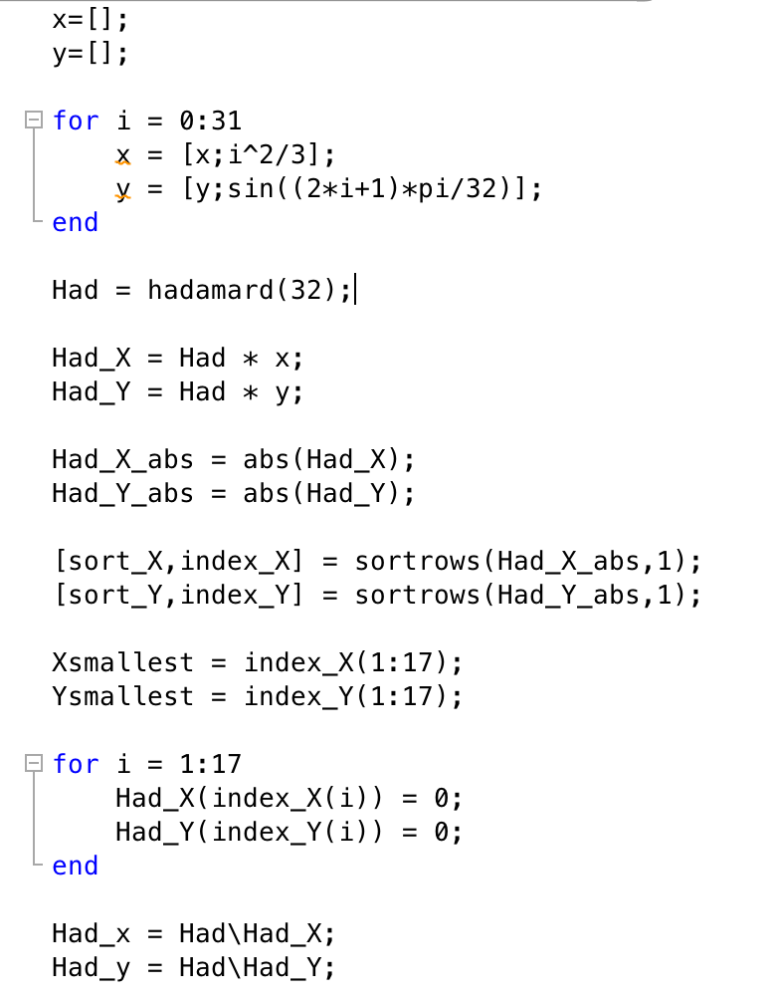 x=[];
y=[];
for i = 0:31
x = [x;i^2/3];
y = [y;sin((2*i+1)*pi/32)];
end
Had = hadamard(32);
Had_X = Had * x;
Had_Y = Had * y;
Had_X_abs = abs(Had_X);
Had_Y_abs = abs(Had_Y);
[sort_X,index_X] = sortrows(Had_X_abs,1);
[sort_Y,index_Y] = sortrows(Had_Y_abs,1);
Xsmallest = index_X(1:17);
Ysmallest = index_Y(1:17);
for i = 1:17
Had_X(index_X(i)) = 0;
Had_Y(index_Y(i)) = 0;
end
Had_x = Had\Had_X;
Had_y = Had\Had_Y;